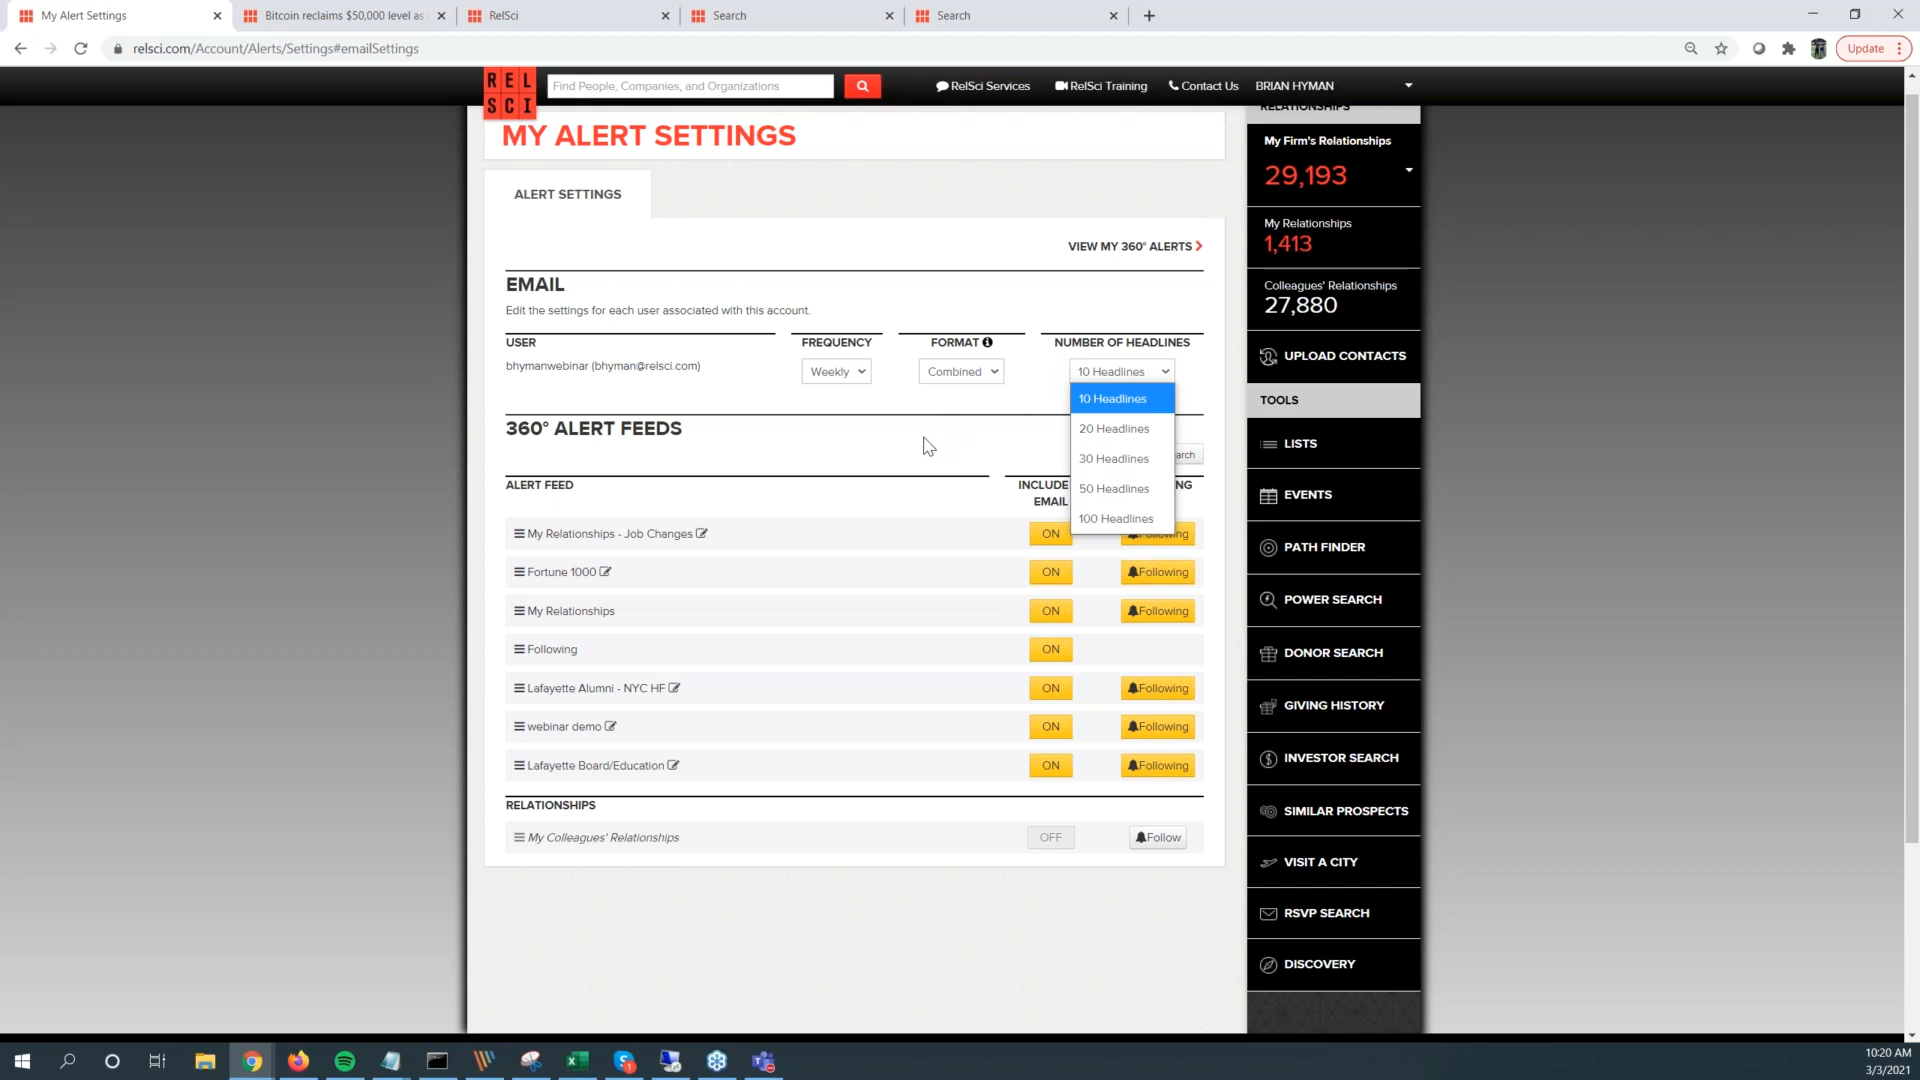 My Alert Settings
Bitcoin reclaims $50,000 level as
RelSci
Search
Search
relsci.com/Account/Alerts/Settings#emailSettings
Update
REL
SCI
Find People, Companies, and Organizations
RelSci Services
RelSci Training
Contact Us
BRIAN HYMAN
MY ALERT SETTINGS
ALERT SETTINGS
VIEW MY 360° ALERTS
EMAIL
Edit the settings for each user associated with this account.
USER
FREQUENCY
FORMAT
NUMBER OF HEADLINES
bhymanwebinar (bhyman@relsci.com)
Weekly
Combined
10 Headlines
10 Headlines
20 Headlines
30 Headlines
50 Headlines
100 Headlines
360° ALERT FEEDS
arch
ALERT FEED
INCLUDE
EMAIL
NG
My Relationships - Job Changes
ON
Following
Fortune 1000
ON
Following
My Relationships
ON
Following
Following
ON
Lafayette Alumni - NYC HF
ON
Following
webinar demo
ON
Following
Lafayette Board/Education
ON
Following
RELATIONSHIPS
My Colleagues' Relationships
OFF
Follow
RELATIONSHIPS
My Firm's Relationships
29,193
My Relationships
1,413
Colleagues' Relationships
27,880
UPLOAD CONTACTS
TOOLS
LISTS
EVENTS
PATH FINDER
POWER SEARCH
DONOR SEARCH
GIVING HISTORY
INVESTOR SEARCH
SIMILAR PROSPECTS
VISIT A CITY
RSVP SEARCH
DISCOVERY
10:20 AM
3/3/2021